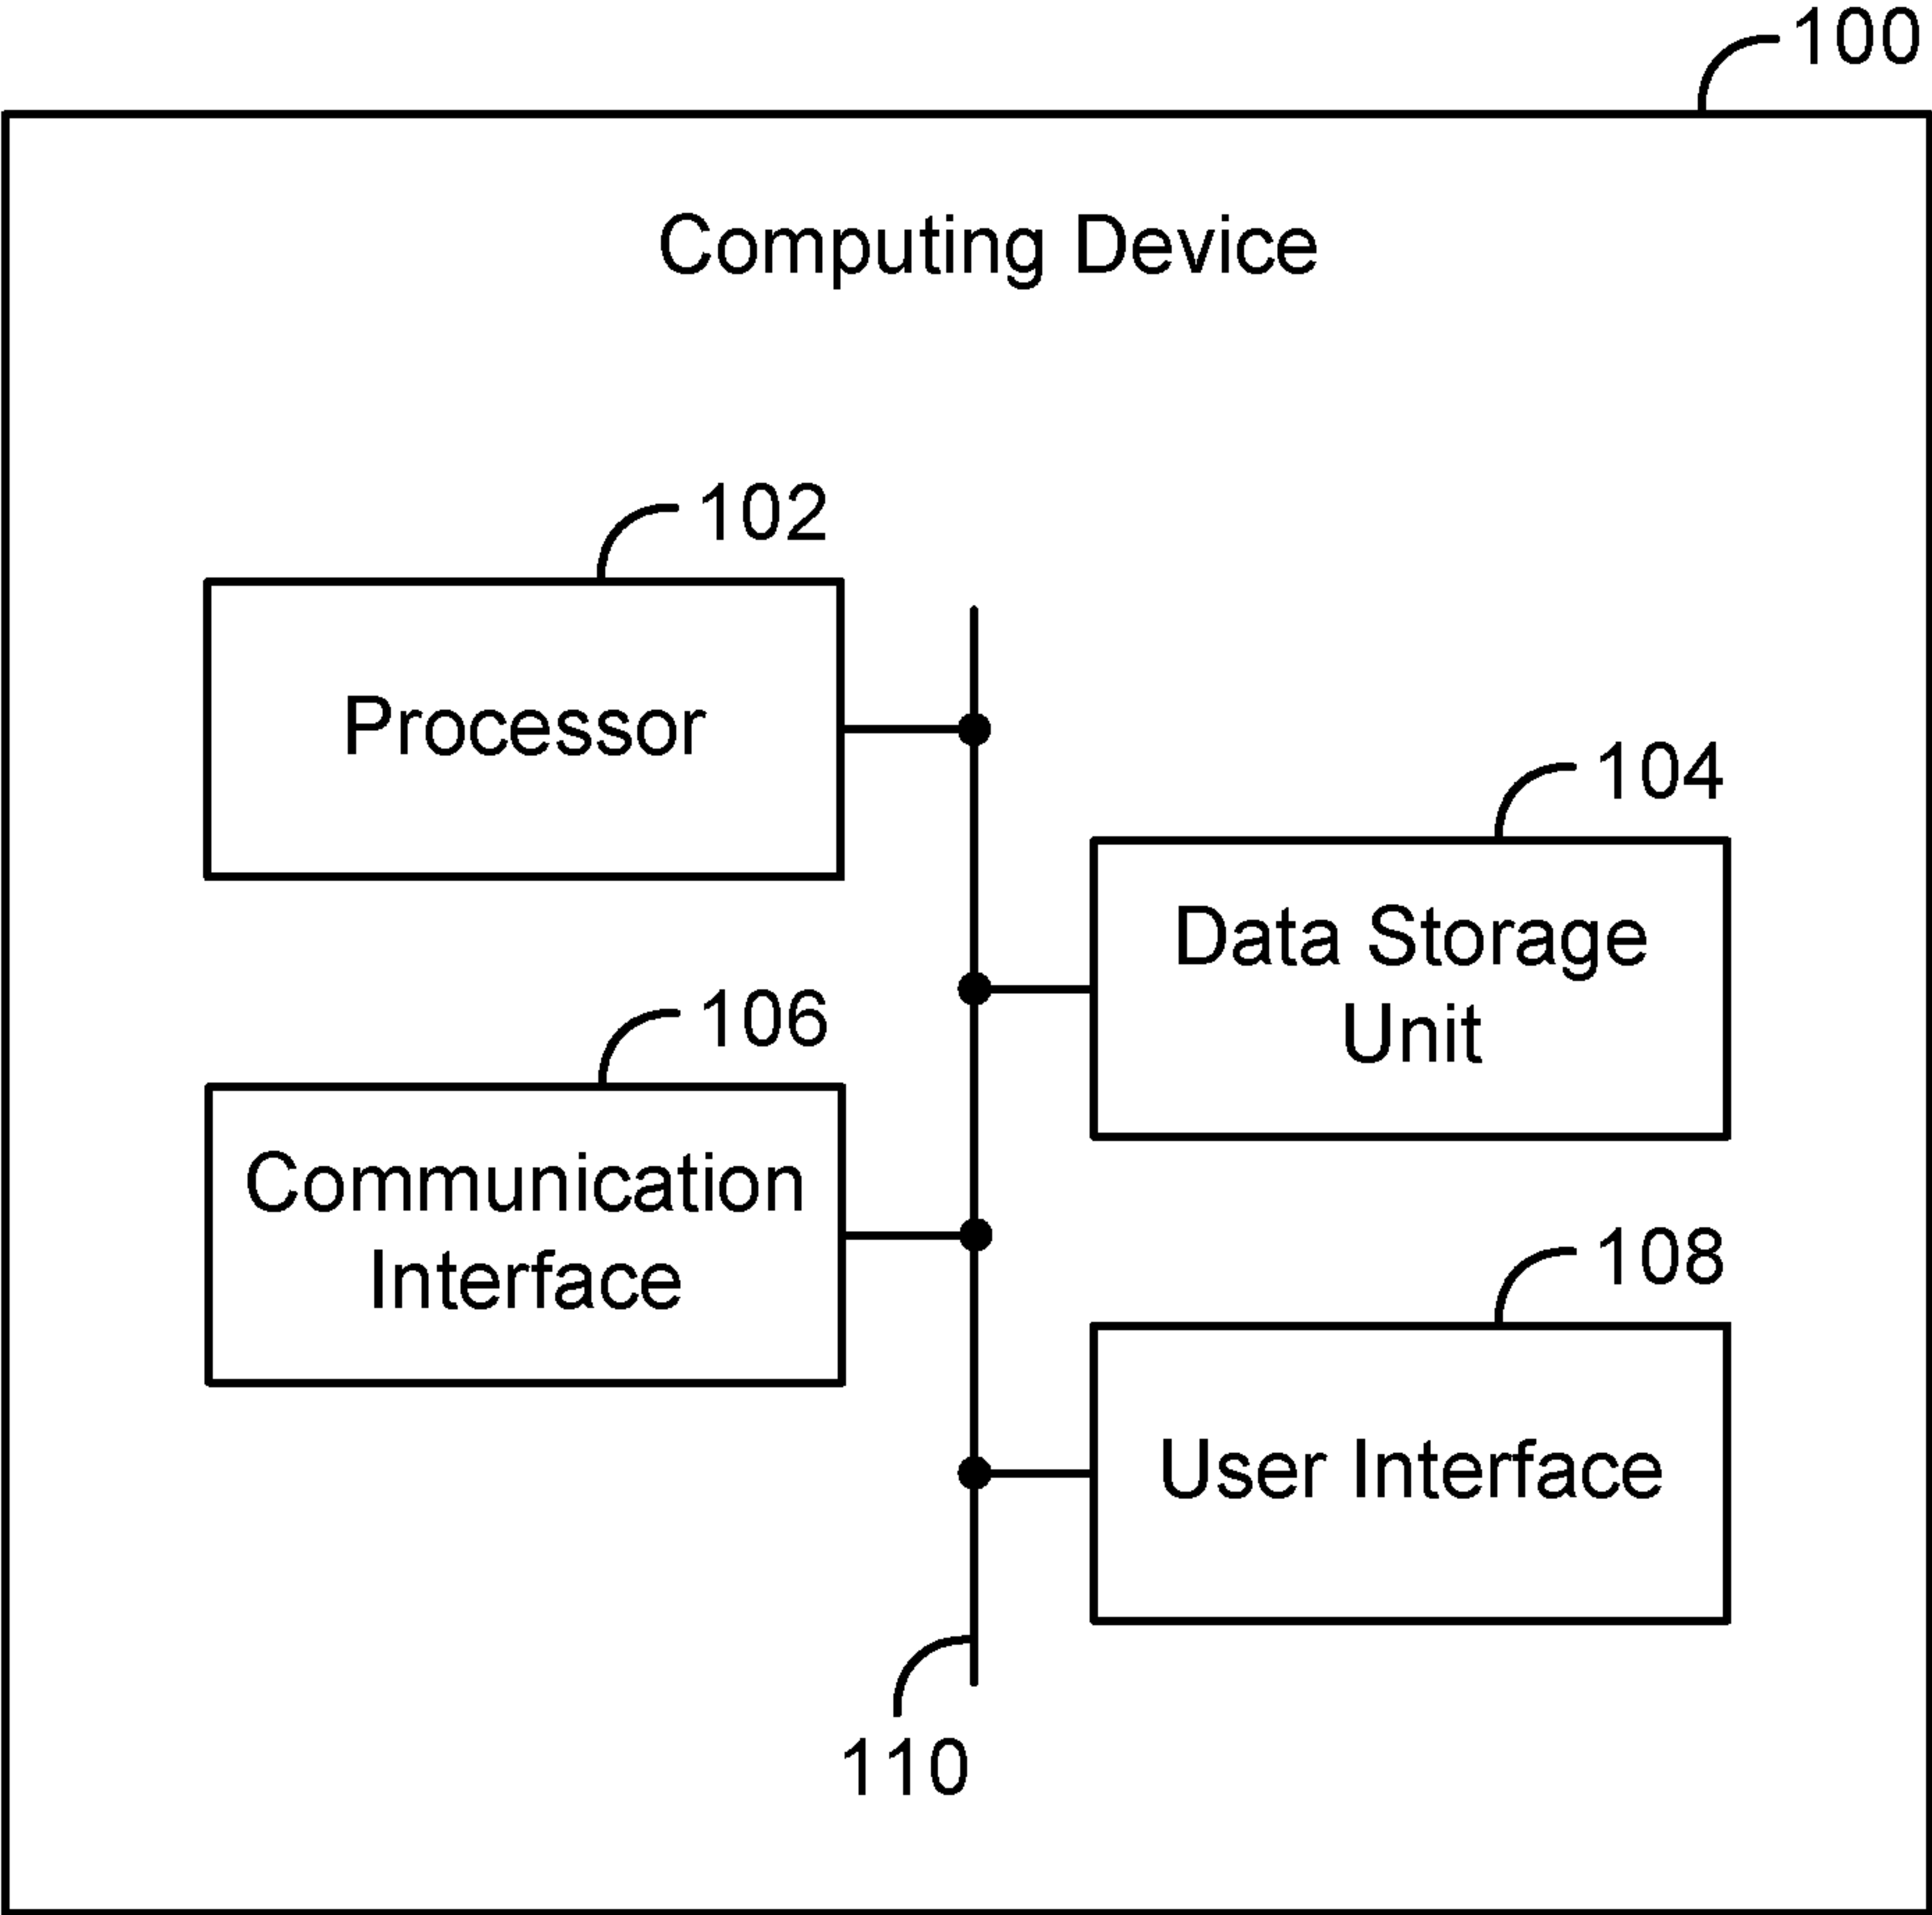 100
Computing Device
102
Processor
104
Data Storage
Unit
106
Communication
Interface
108
User Interface
110